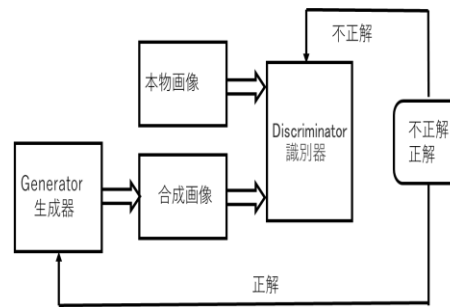 不正解
本物画像
Discriminator
識別器
不正解
正解
Generator
生成器
合成画像
正解